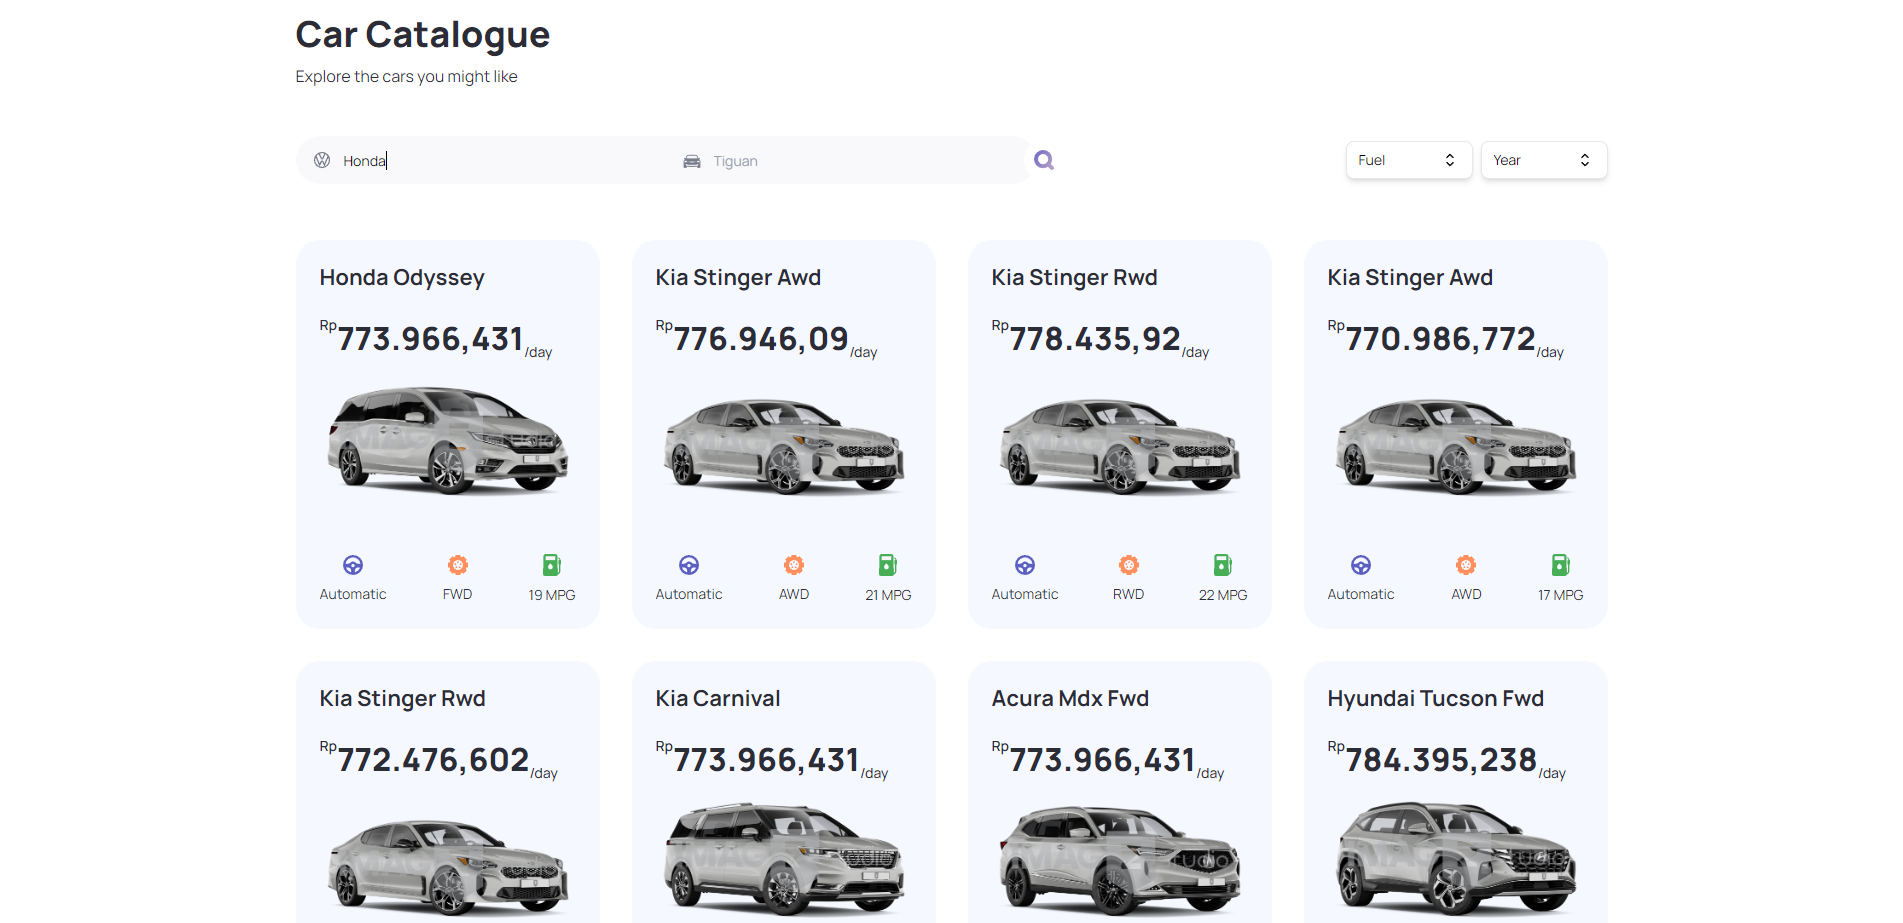 Car Catalogue
Explore the cars you might like
Honda
Tiguan
Fuel
Year
Honda Odyssey
Rp773.966,431/day
Automatic
FWD
19 MPG
Kia Stinger Awd
Rp776.946,09/day
Automatic
AWD
21 MPG
Kia Stinger Rwd
Rp778.435,92/day
Automatic
RWD
22 MPG
Kia Stinger Awd
Rp770.986,772/day
Automatic
AWD
17 MPG
Kia Stinger Rwd
Rp772.476,602/day
Kia Carnival
Rp773.966,431/day
Acura Mdx Fwd
Rp773.966,431/day
Hyundai Tucson Fwd
Rp784.395,238/day